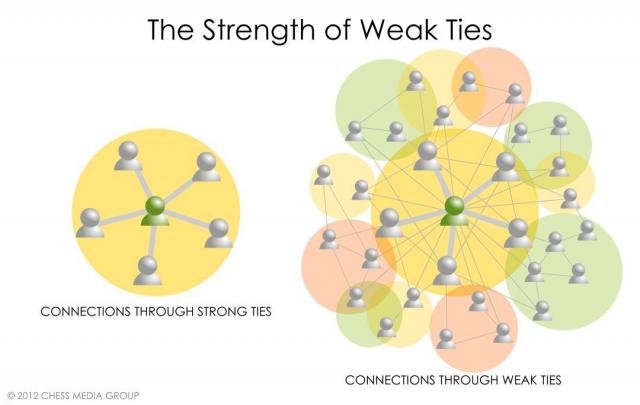 The Strength of Weak Ties
CONNECTIONS THROUGH STRONG TIES
CONNECTIONS THROUGH WEAK TIES
© 2012 CHESS MEDIA GROUP